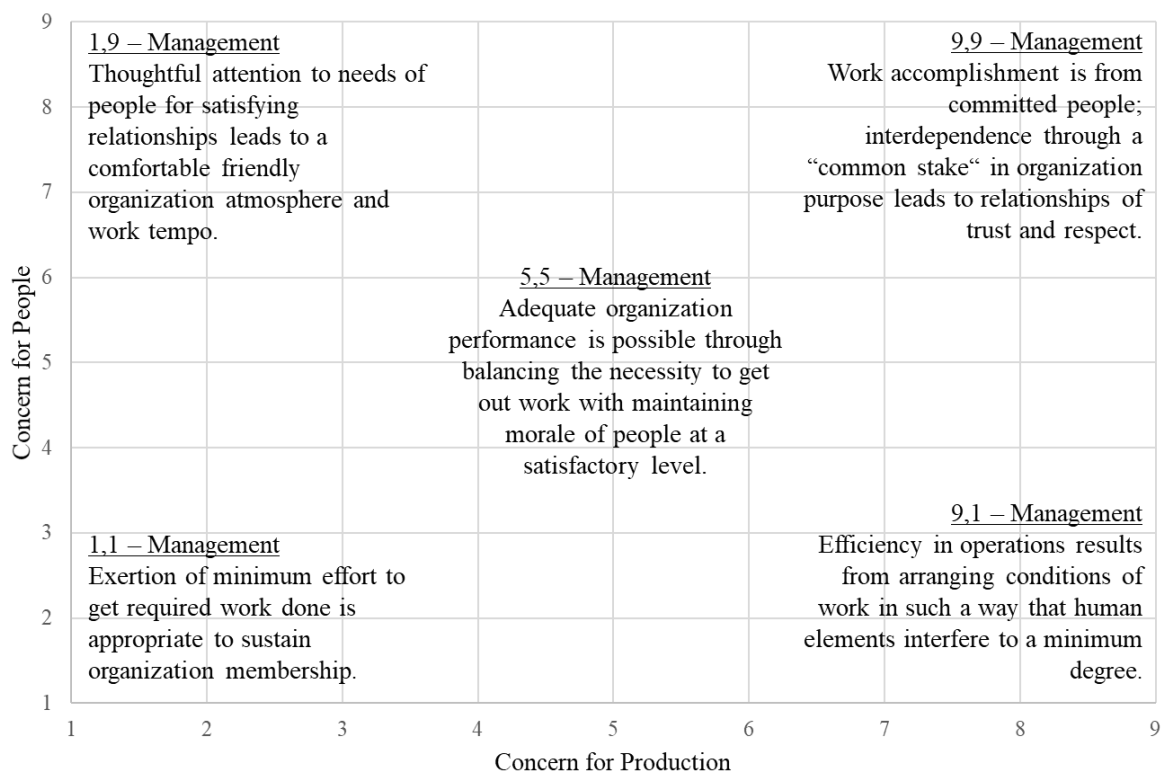 9
8
7
6
5
4
3
2
1
Concern for People
1,9 – Management
Thoughtful attention to needs of
people for satisfying
relationships leads to a
comfortable friendly
organization atmosphere and
work tempo.
9,9 – Management
Work accomplishment is from
committed people;
interdependence through a
“common stake“ in organization
purpose leads to relationships of
trust and respect.
5,5 – Management
Adequate organization
performance is possible through
balancing the necessity to get
out work with maintaining
morale of people at a
satisfactory level.
1,1 – Management
Exertion of minimum effort to
get required work done is
appropriate to sustain
organization membership.
9,1 – Management
Efficiency in operations results
from arranging conditions of
work in such a way that human
elements interfere to a minimum
degree.
1 2 3 4 5 6 7 8 9
Concern for Production